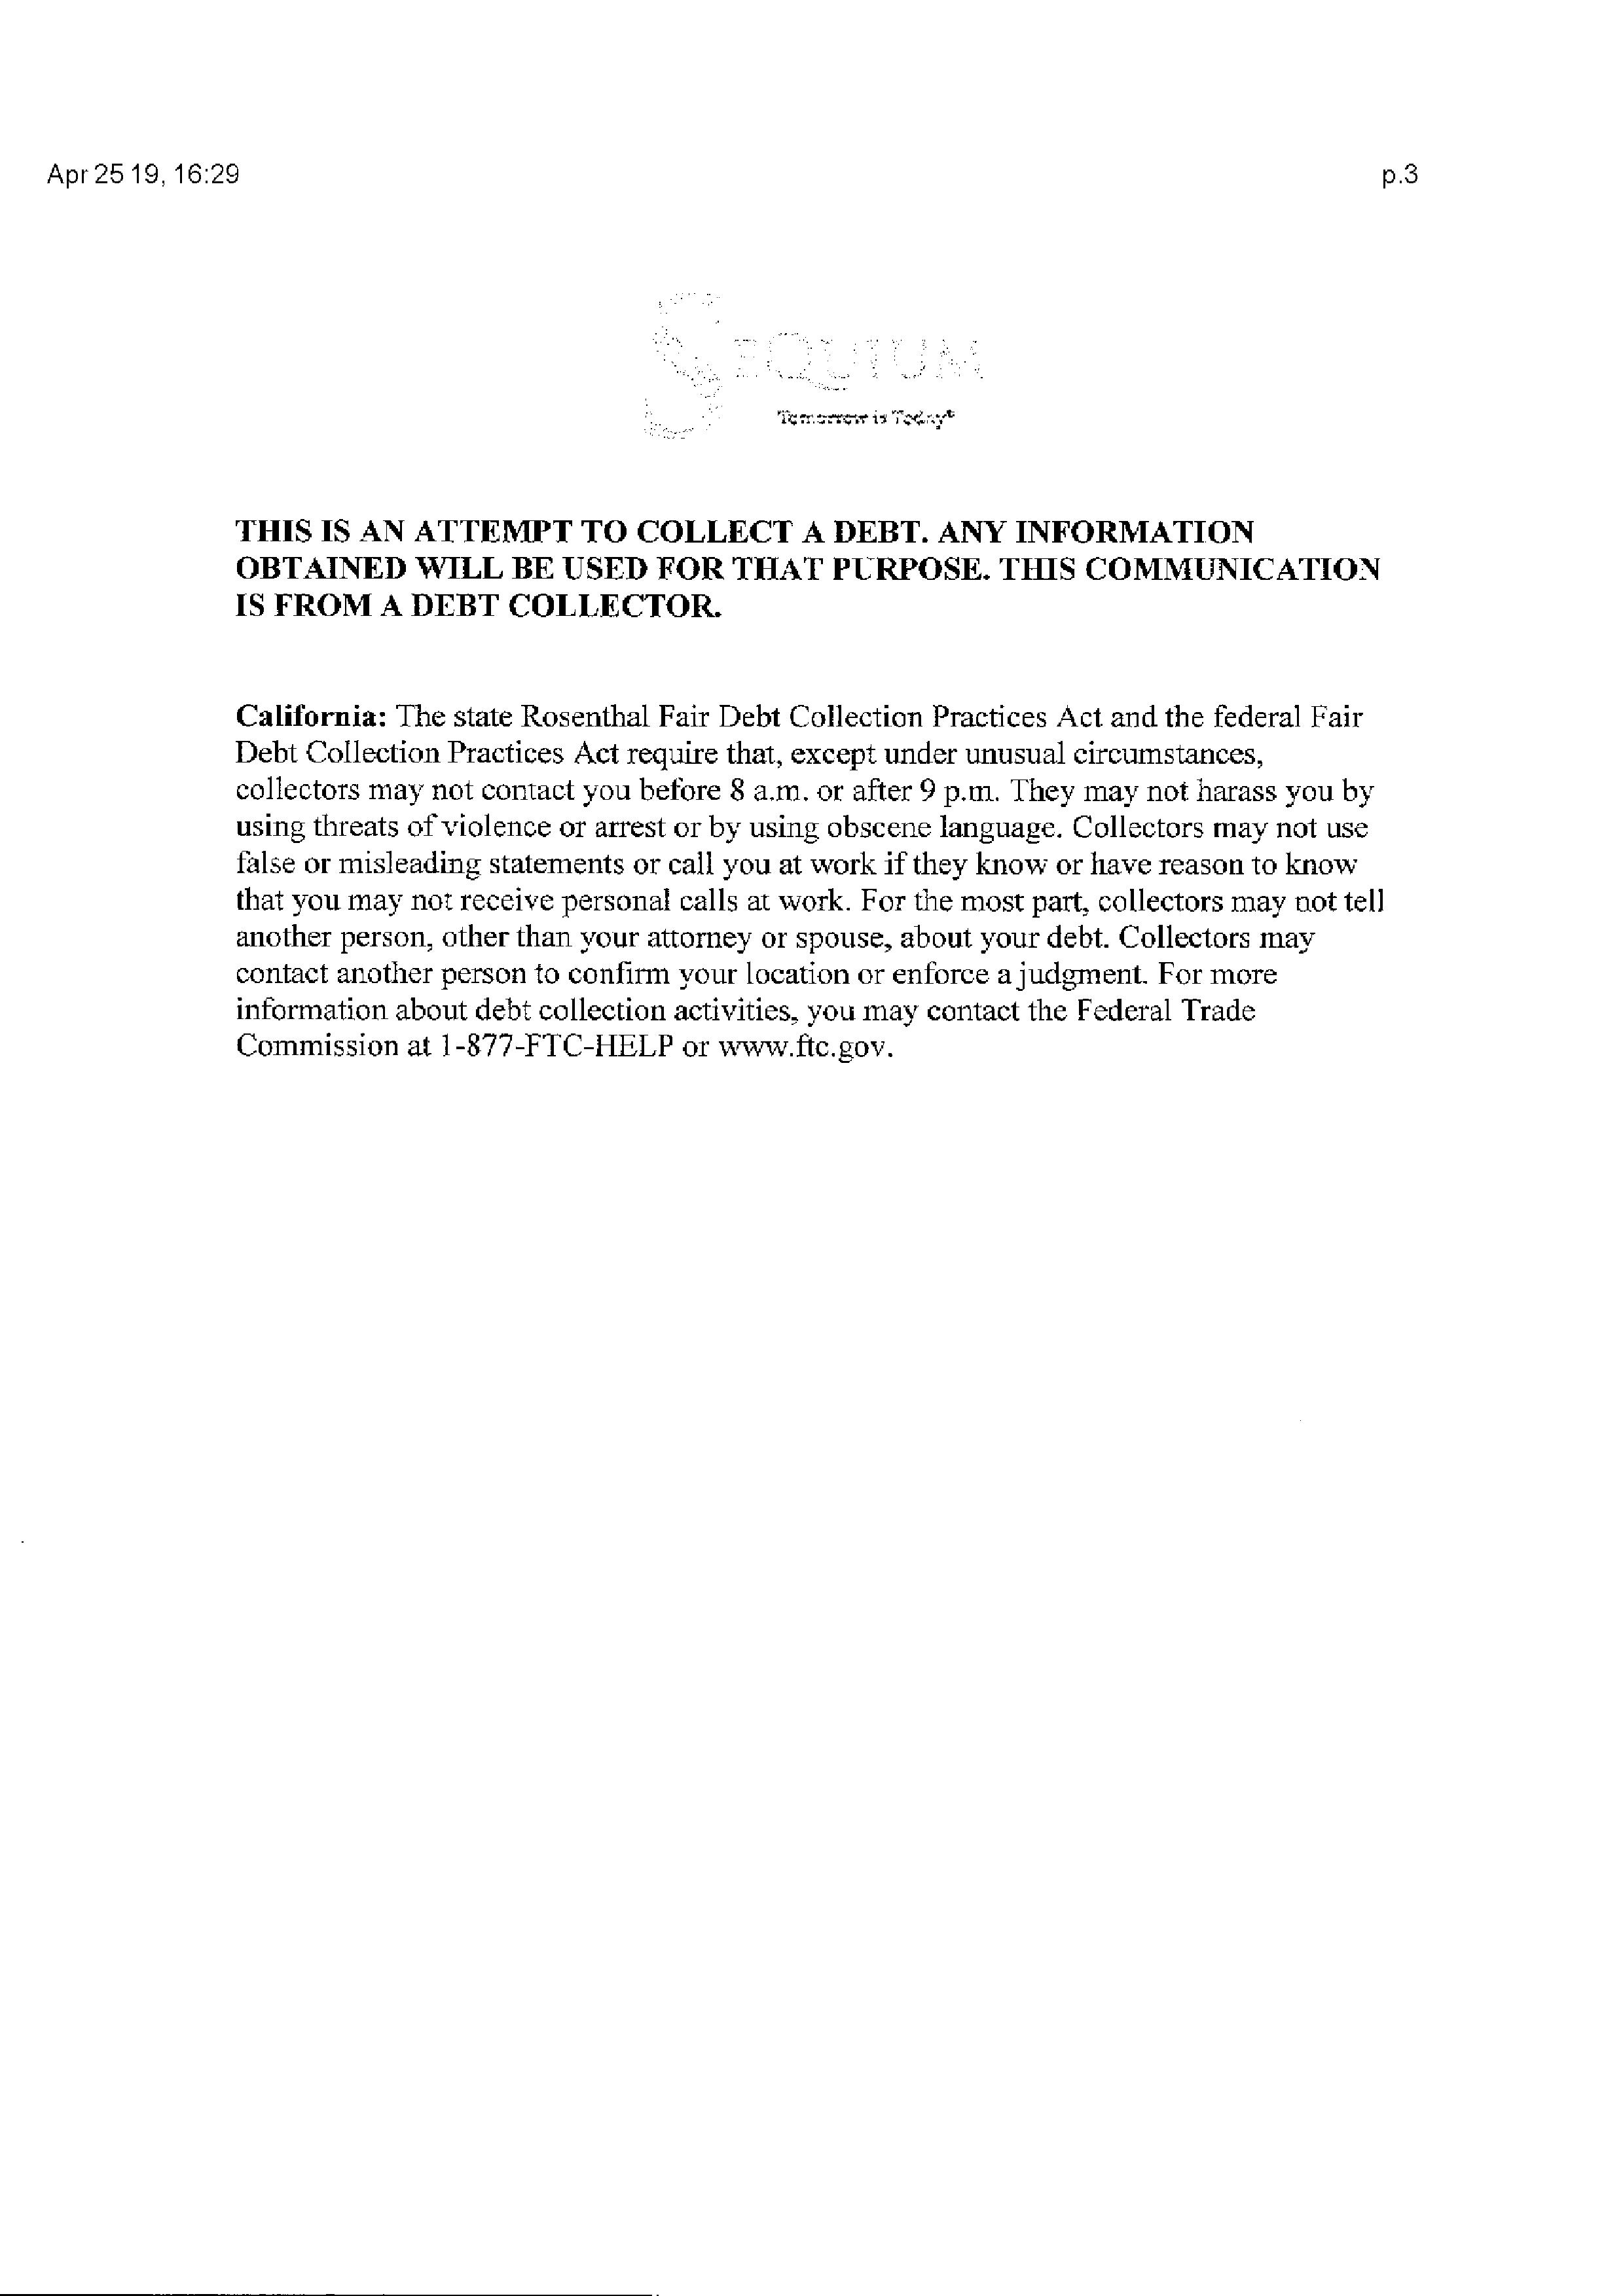 Apr 25 19, 16:29 p.3
SEQUIUM
Tomorrow is Today®
THIS IS AN ATTEMPT TO COLLECT A DEBT. ANY INFORMATION
OBTAINED WILL BE USED FOR THAT PURPOSE. THIS COMMUNICATION
IS FROM A DEBT COLLECTOR.
California: The state Rosenthal Fair Debt Collection Practices Act and the federal Fair
Debt Collection Practices Act require that, except under unusual circumstances,
collectors may not contact you before 8 a.m. or after 9 p.m. They may not harass you by
using threats of violence or arrest or by using obscene language. Collectors may not use
false or misleading statements or call you at work if they know or have reason to know
that you may not receive personal calls at work. For the most part, collectors may not tell
another person, other than your attorney or spouse, about your debt. Collectors may
contact another person to confirm your location or enforce a judgment. For more
information about debt collection activities, you may contact the Federal Trade
Commission at 1-877-FTC-HELP or www.ftc.gov.